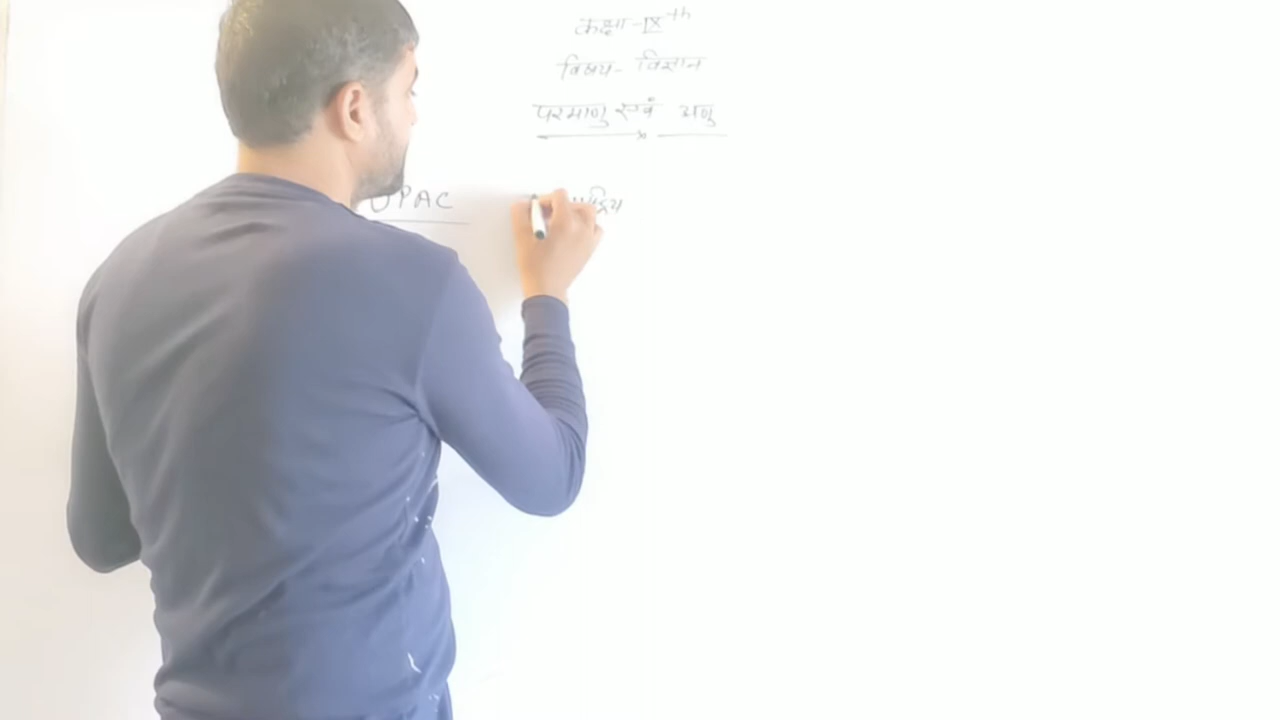 कक्षा-IXth
विषय- विज्ञान
परमाणु एवं अणु
UPAC